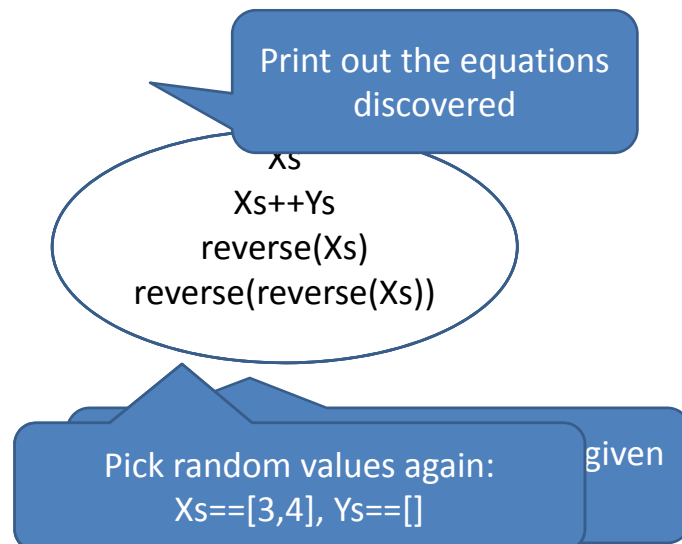 Print out the equations
discovered
Xs
Xs++Ys
reverse(Xs)
reverse(reverse(Xs))
given
Pick random values again:
Xs==[3,4], Ys==[]